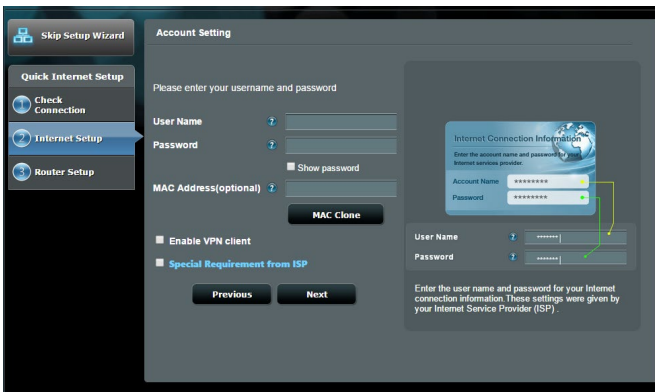 Skip Setup Wizard
Quick Internet Setup
1 Check
Connection
2 Internet Setup
3 Router Setup
Account Setting
Please enter your username and password
User Name ?
Password ?
Show password
MAC Address(optional) ?
MAC Clone
Enable VPN client
Special Requirement from ISP
Previous Next
Internet Connection Information
Enter the account name and password for your
Internet services provider.
Account Name ********
Password ********
User Name ? *******|
Password ? *******|
Enter the user name and password for your Internet
connection information.These settings were given by
your Internet Service Provider (ISP) .